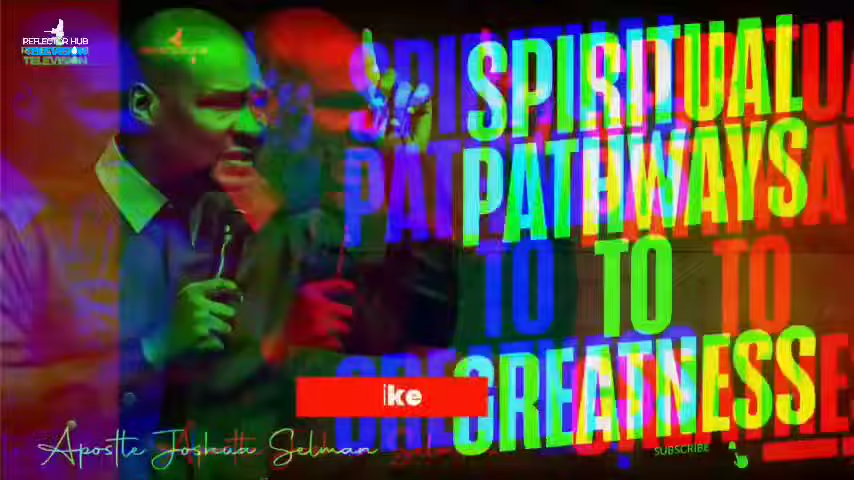 REFLECTOR HUB
TELEVISION
SPIRITUAL
PATHWAYS
TO
GREATNESS
ike
Apostle Joshua Selman
SUBSCRIBE